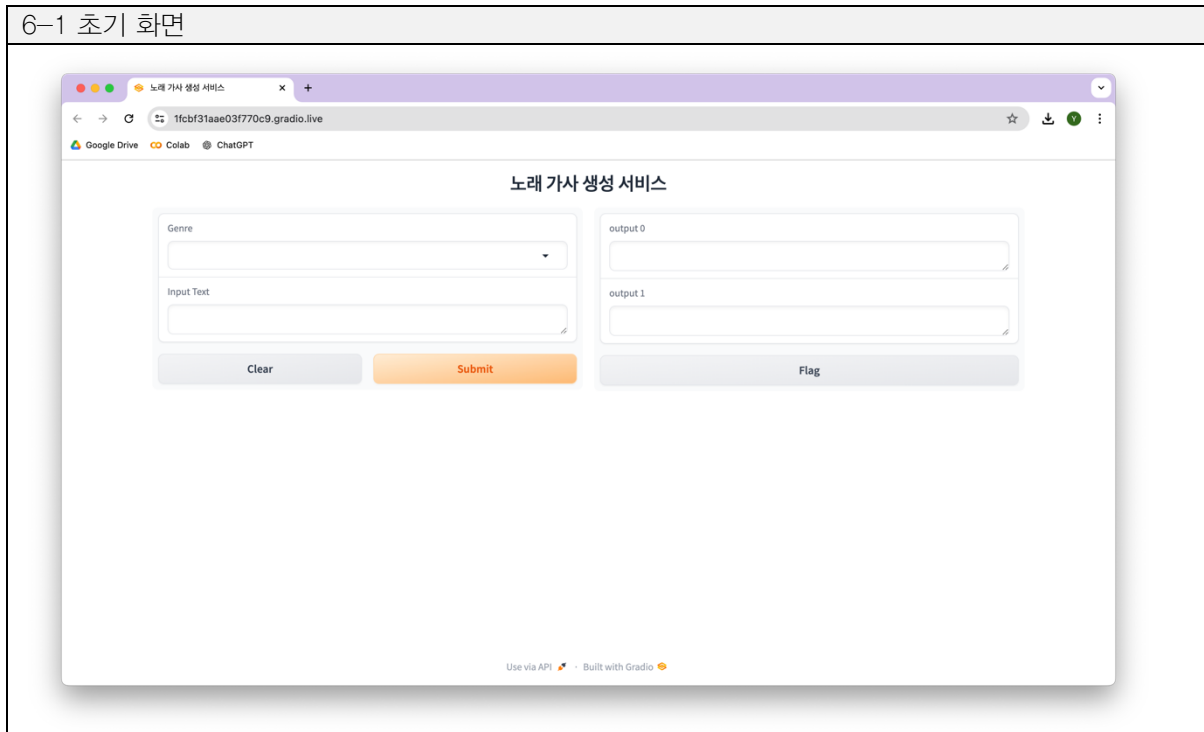 6-1 초기 화면
노래 가사 생성 서비스
1fcbf31aae03f770c9.gradio.live
Y
Google Drive Colab ChatGPT
노래 가사 생성 서비스
Genre
output 0
Input Text
output 1
Clear Submit
Flag
Use via API · Built with Gradio